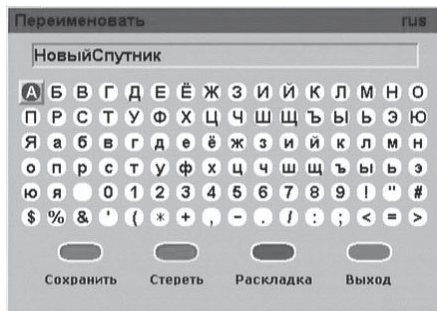 Переименовать rus
НовыйСпутник
А Б В Г Д Е Ё Ж З И Й К Л М Н О
П Р С Т У Ф Х Ц Ч Ш Щ Ъ Ы Ь Э Ю
Я а б в г д е ё ж з и й к л м н
о п р с т у ф х ц ч ш щ ъ ы ь э
ю я 0 1 2 3 4 5 6 7 8 9 ! " #
$ % & ' ( * + , - . / : ; < = >
Сохранить Стереть Раскладка Выход